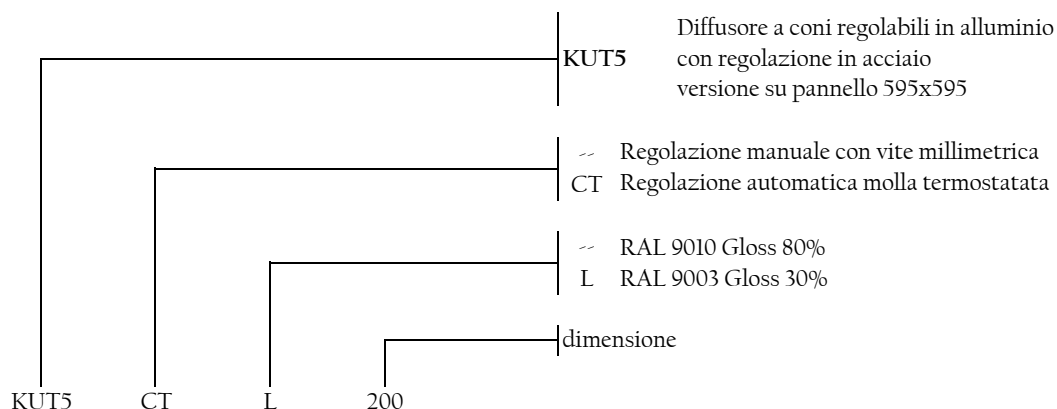 Diffusore a coni regolabili in alluminio
KUT5 con regolazione in acciaio
versione su pannello 595x595
-- Regolazione manuale con vite millimetrica
CT Regolazione automatica molla termostatata
-- RAL 9010 Gloss 80%
L RAL 9003 Gloss 30%
dimensione
KUT5 CT L 200